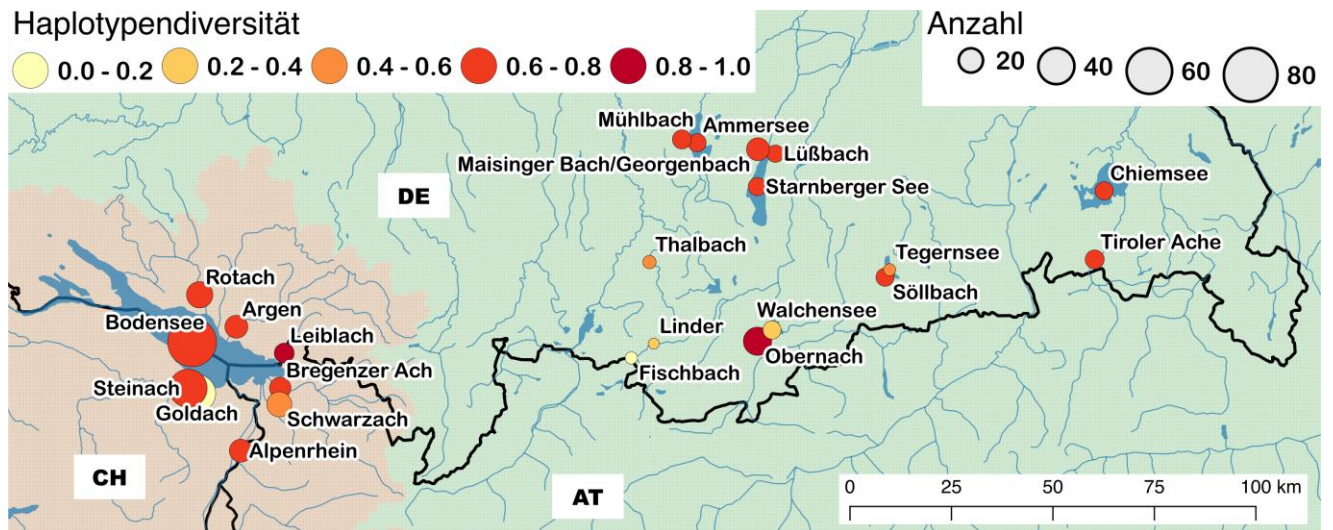 Haplotypendiversität
0.0 - 0.2
0.2 - 0.4
0.4 - 0.6
0.6 - 0.8
0.8 - 1.0
Anzahl
20
40
60
80
Mühlbach
Ammersee
Maisinger Bach/Georgenbach
Lüßbach
Starnberger See
DE
Chiemsee
Thalbach
Tegernsee
Tiroler Ache
Söllbach
Rotach
Argen
Bodensee
Leiblach
Linder
Walchensee
Obernach
Bregenzer Ach
Fischbach
Steinach
Goldach
Schwarzach
Alpenrhein
CH
AT
0 25 50 75 100 km